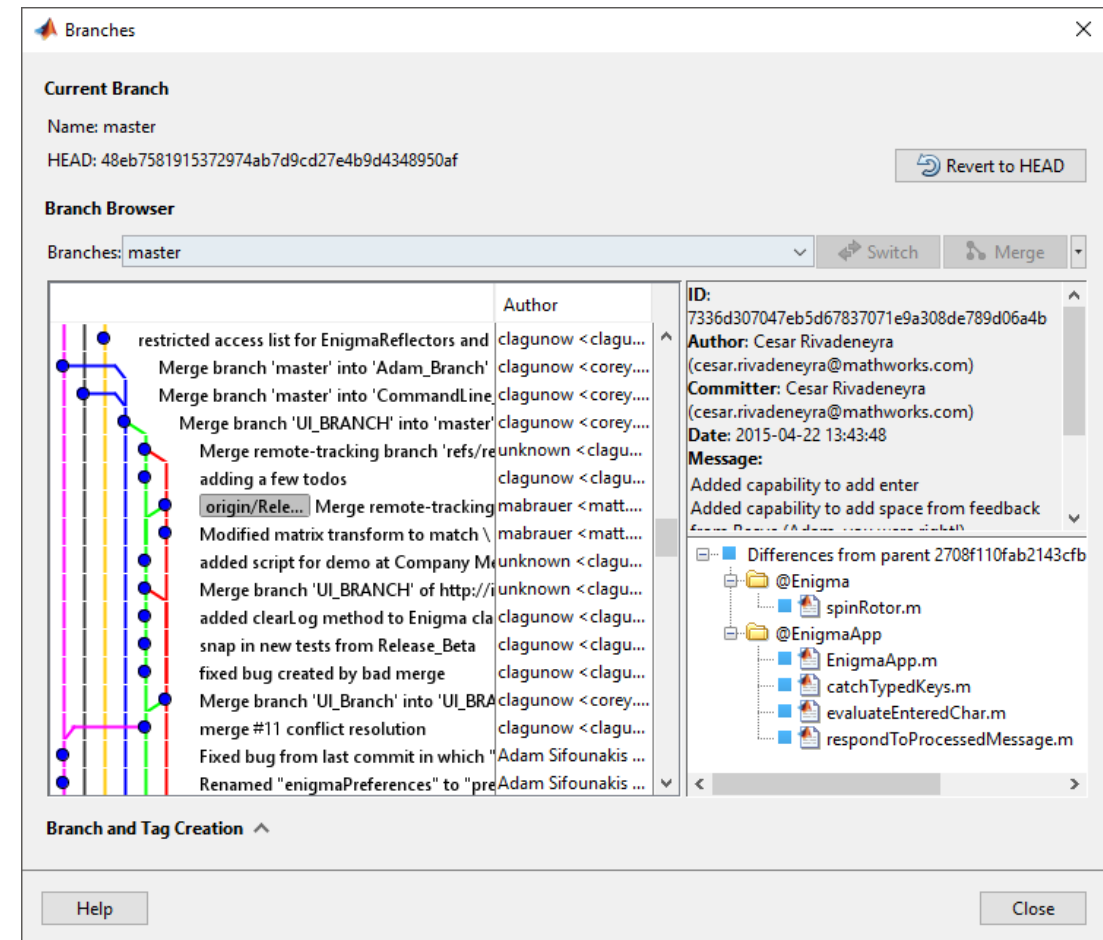 Branches
Current Branch
Name: master
HEAD: 48eb7581915372974ab7d9cd27e4b9d4348950af
Revert to HEAD
Branch Browser
Branches: master
Switch
Merge
Author
restricted access list for EnigmaReflectors and clagunow <clagu...
Merge branch 'master' into 'Adam_Branch' clagunow <corey....
Merge branch 'master' into 'CommandLine_ clagunow <corey....
Merge branch 'UI_BRANCH' into 'master' clagunow <corey....
Merge remote-tracking branch 'refs/re unknown <clagu...
adding a few todos clagunow <clagu...
origin/Rele... Merge remote-tracking mabrauer <matt....
Modified matrix transform to match \ mabrauer <matt....
added script for demo at Company Me unknown <clagu...
Merge branch 'UI_BRANCH' of http://i unknown <clagu...
added clearLog method to Enigma cla clagunow <clagu...
snap in new tests from Release_Beta clagunow <clagu...
fixed bug created by bad merge clagunow <clagu...
Merge branch 'UI_Branch' into 'UI_BRA clagunow <corey....
merge #11 conflict resolution clagunow <clagu...
Fixed bug from last commit in which " Adam Sifounakis ...
Renamed "enigmaPreferences" to "pre Adam Sifounakis ...
ID:
7336d307047eb5d67837071e9a308de789d06a4b
Author: Cesar Rivadeneyra
(cesar.rivadeneyra@mathworks.com)
Committer: Cesar Rivadeneyra
(cesar.rivadeneyra@mathworks.com)
Date: 2015-04-22 13:43:48
Message:
Added capability to add enter
Added capability to add space from feedback
Differences from parent 2708f110fab2143cfb
@Enigma
spinRotor.m
@EnigmaApp
EnigmaApp.m
catchTypedKeys.m
evaluateEnteredChar.m
respondToProcessedMessage.m
Branch and Tag Creation
Help
Close